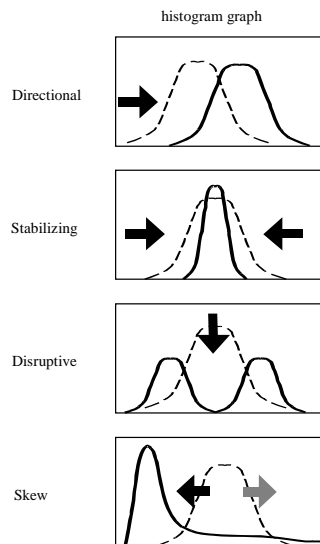 histogram graph
Directional
Stabilizing
Disruptive
Skew